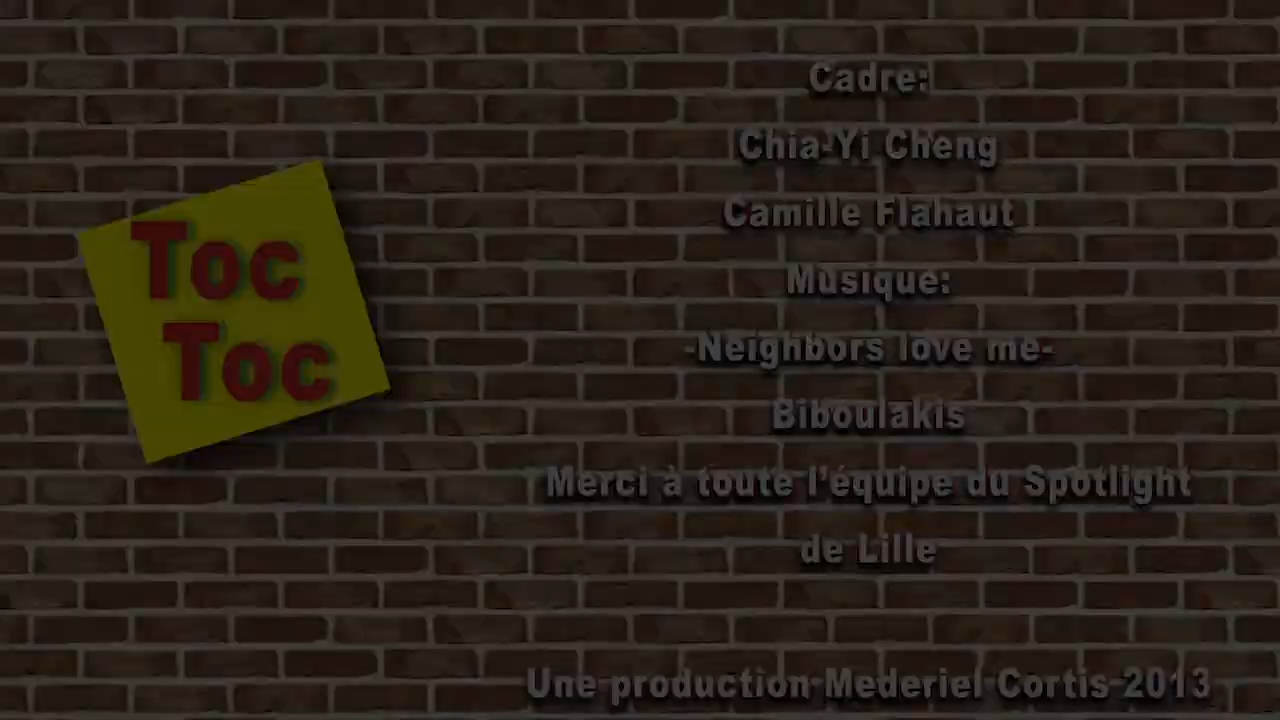 Toc
Toc
Cadre:
Chia-Yi Cheng
Camille Flahaut
Musique:
-Neighbors love me-
Biboulakis
Merci à toute l'équipe du Spotlight
de Lille
Une production Mederiel Cortis 2013